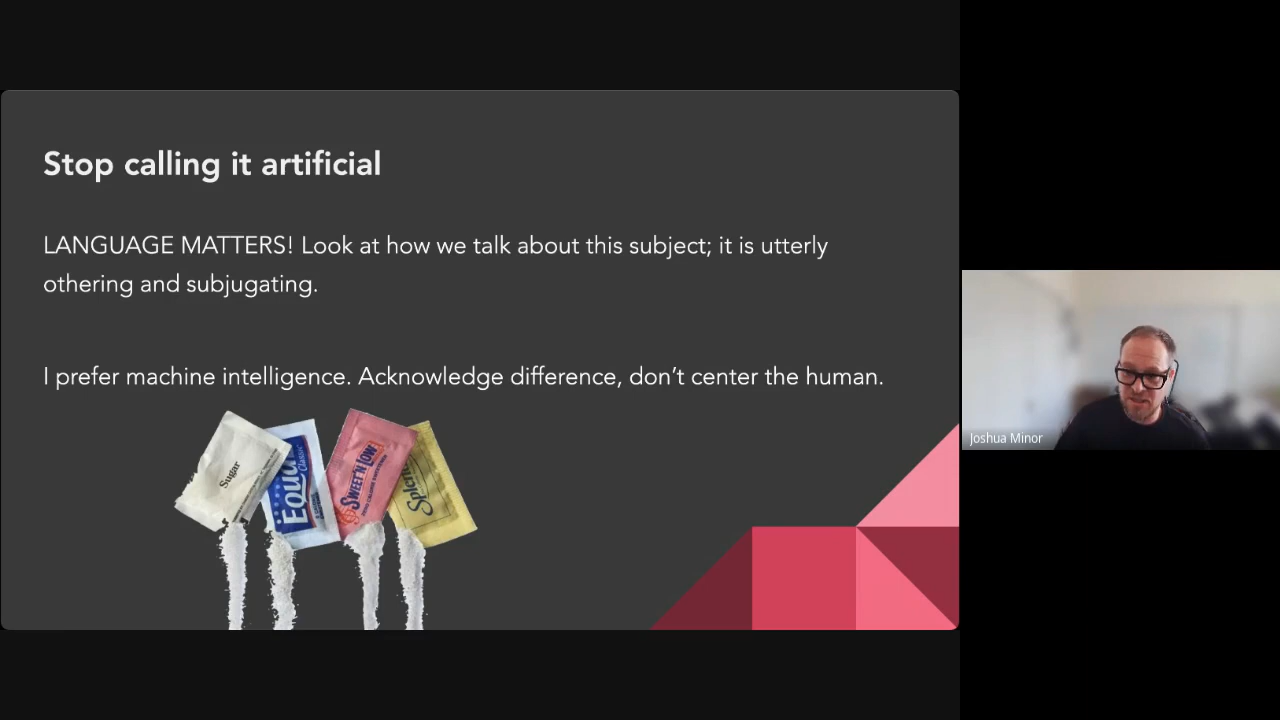 Stop calling it artificial
LANGUAGE MATTERS! Look at how we talk about this subject; it is utterly
othering and subjugating.
I prefer machine intelligence. Acknowledge difference, don’t center the human.
Sugar
Equal
Classic
SWEET'N LOW
Splenda
Joshua Minor